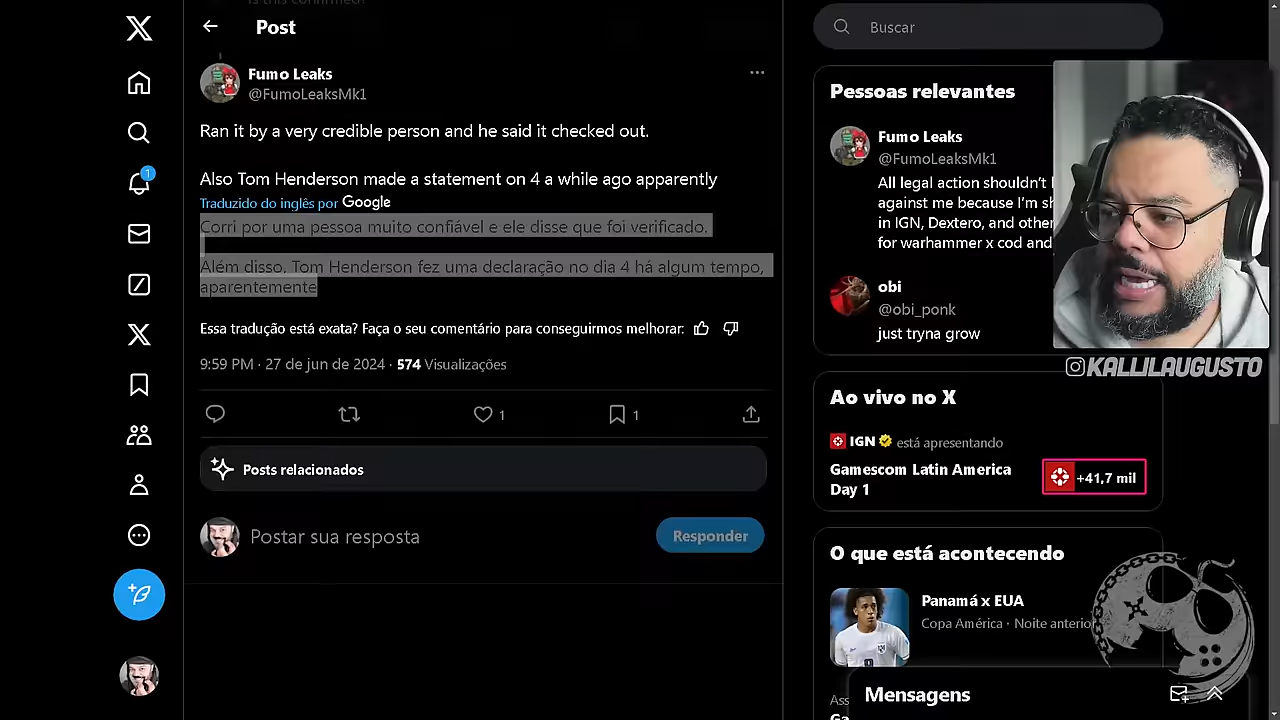 Is this confirmed?
Post
Buscar
Fumo Leaks
@FumoLeaksMk1
Ran it by a very credible person and he said it checked out.
Also Tom Henderson made a statement on 4 a while ago apparently
Traduzido do inglês por Google
Corri por uma pessoa muito confiável e ele disse que foi verificado.
Além disso, Tom Henderson fez uma declaração no dia 4 há algum tempo,
aparentemente
Essa tradução está exata? Faça o seu comentário para conseguirmos melhorar:
9:59 PM · 27 de jun de 2024 · 574 Visualizações
1
1
1
Posts relacionados
Postar sua resposta
Responder
Pessoas relevantes
Fumo Leaks
@FumoLeaksMk1
All legal action shouldn't
against me because I'm
in IGN, Dextero, and other
for warhammer x cod and
obi
@obi_ponk
just tryna grow
KALLILAUGUSTO
Ao vivo no X
IGN está apresentando
Gamescom Latin America
Day 1
+41,7 mil
O que está acontecendo
Panamá x EUA
Copa América · Noite anterior
Mensagens